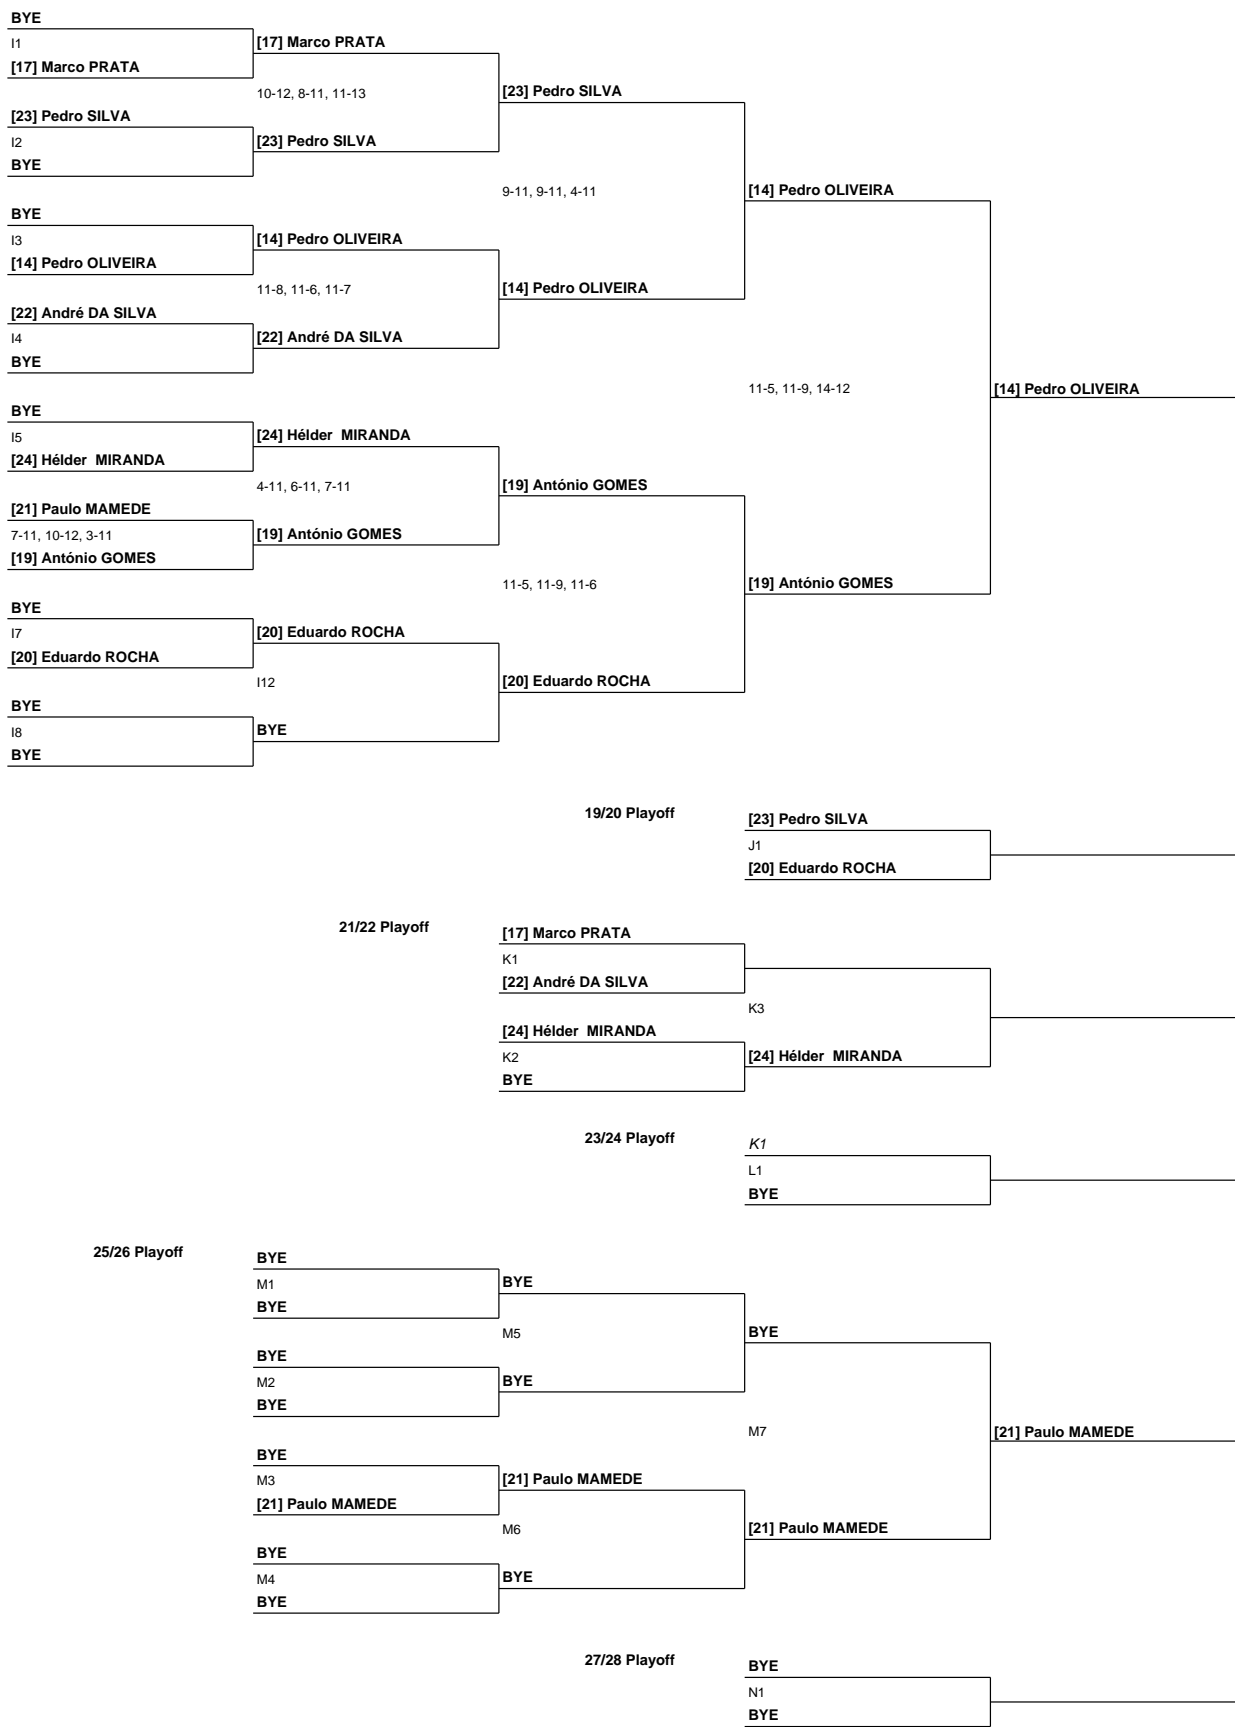 BYE
I1
[17] Marco PRATA
[17] Marco PRATA
10-12, 8-11, 11-13
[23] Pedro SILVA
[23] Pedro SILVA
I2
[23] Pedro SILVA
BYE
9-11, 9-11, 4-11
[14] Pedro OLIVEIRA
BYE
I3
[14] Pedro OLIVEIRA
[14] Pedro OLIVEIRA
11-8, 11-6, 11-7
[14] Pedro OLIVEIRA
[22] André DA SILVA
I4
[22] André DA SILVA
BYE
11-5, 11-9, 14-12
[14] Pedro OLIVEIRA
BYE
I5
[24] Hélder  MIRANDA
[24] Hélder  MIRANDA
4-11, 6-11, 7-11
[19] António GOMES
[21] Paulo MAMEDE
7-11, 10-12, 3-11
[19] António GOMES
[19] António GOMES
11-5, 11-9, 11-6
[19] António GOMES
BYE
I7
[20] Eduardo ROCHA
[20] Eduardo ROCHA
I12
[20] Eduardo ROCHA
BYE
I8
BYE
BYE
19/20 Playoff
[23] Pedro SILVA
J1
[20] Eduardo ROCHA
21/22 Playoff
[17] Marco PRATA
K1
[22] André DA SILVA
K3
[24] Hélder  MIRANDA
K2
[24] Hélder  MIRANDA
BYE
23/24 Playoff
K1
L1
BYE
25/26 Playoff
BYE
M1
BYE
BYE
M5
BYE
BYE
M2
BYE
BYE
M7
[21] Paulo MAMEDE
BYE
M3
[21] Paulo MAMEDE
[21] Paulo MAMEDE
M6
[21] Paulo MAMEDE
BYE
M4
BYE
BYE
27/28 Playoff
BYE
N1
BYE